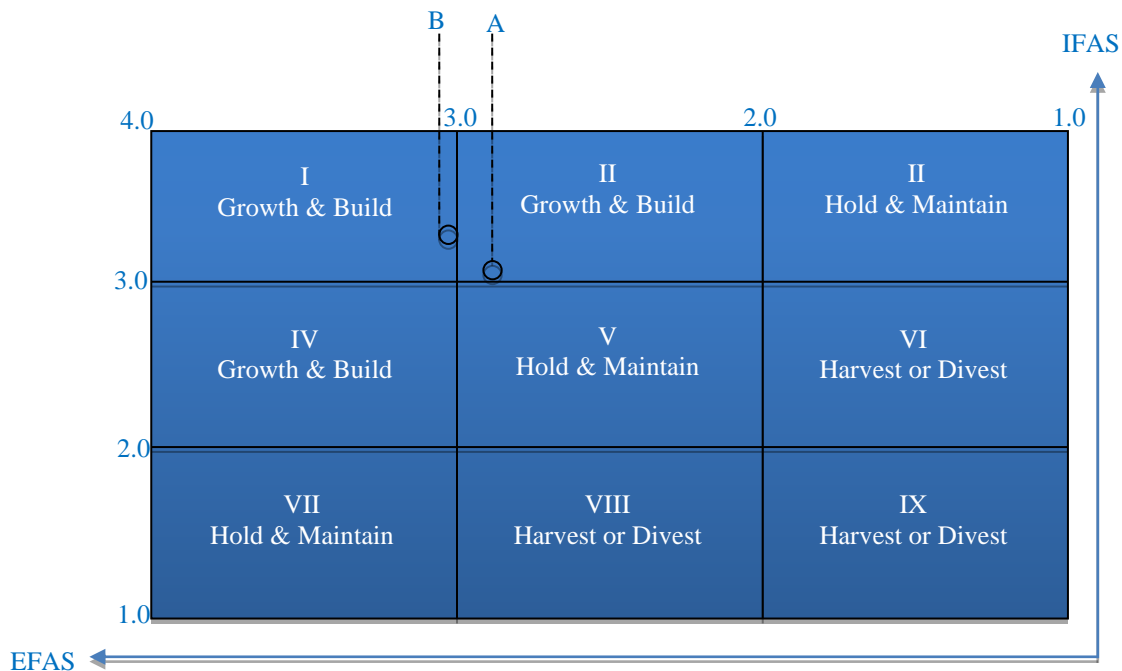 B
A
IFAS
4.0
3.0
2.0
1.0
I
Growth & Build
II
Growth & Build
II
Hold & Maintain
3.0
IV
Growth & Build
V
Hold & Maintain
VI
Harvest or Divest
2.0
VII
Hold & Maintain
VIII
Harvest or Divest
IX
Harvest or Divest
1.0
EFAS